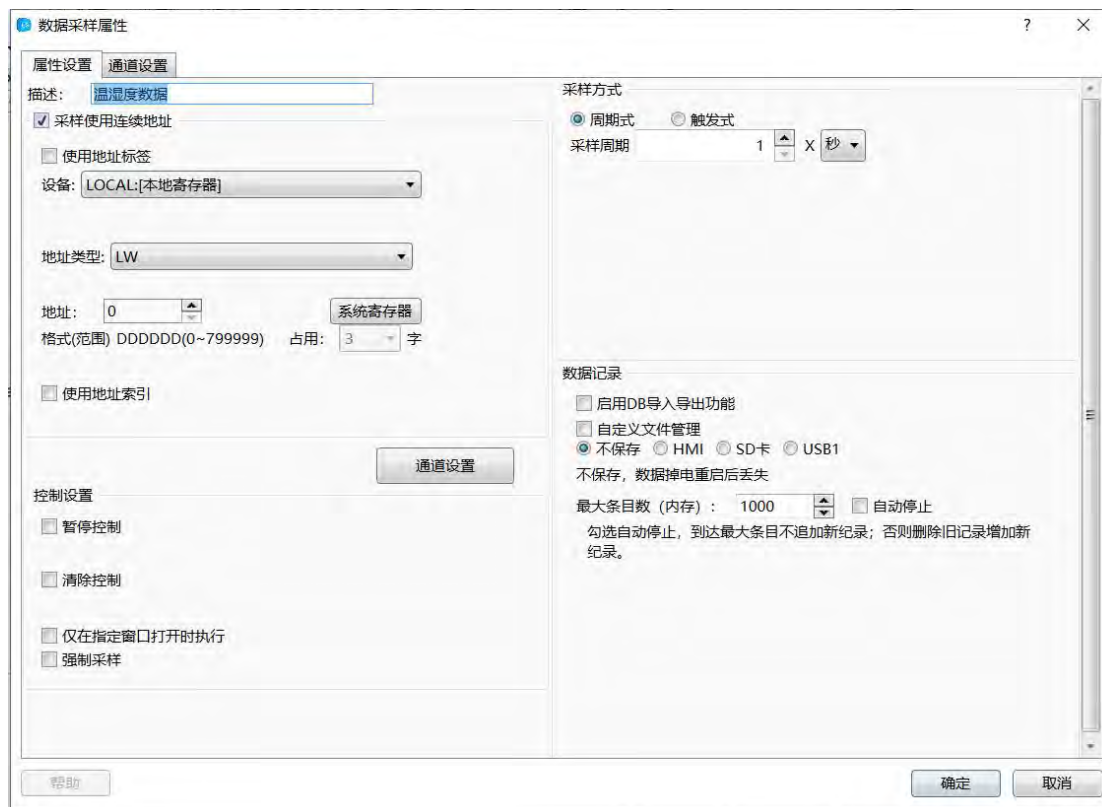 数据采样属性
?
属性设置 通道设置
描述： 温湿度数据
采样使用连续地址
使用地址标签
设备: LOCAL:[本地寄存器]
地址类型: LW
地址： 0 系统寄存器
格式(范围) DDDDDD(0~799999) 占用： 3 字
使用地址索引
通道设置
控制设置
暂停控制
清除控制
仅在指定窗口打开时执行
强制采样
采样方式
周期式 触发式
采样周期 1 X 秒
数据记录
启用DB导入导出功能
自定义文件管理
不保存 HMI SD卡 USB1
不保存，数据掉电重启后丢失
最大条目数（内存）： 1000 自动停止
勾选自动停止，到达最大条目不追加新纪录；否则删除旧记录增加新
纪录。
帮助 确定 取消